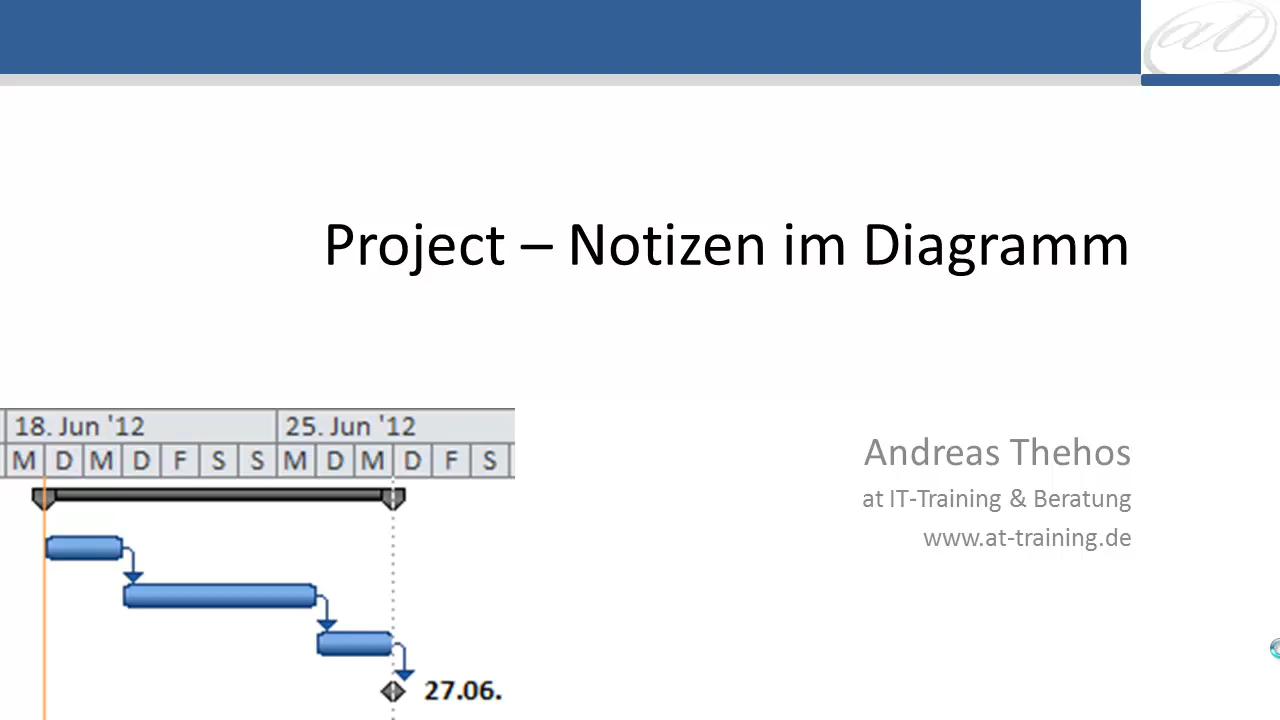 at
Project – Notizen im Diagramm
18. Jun '12 25. Jun '12
M D M D F S S M D M D F S
Andreas Thehos
at IT-Training & Beratung
www.at-training.de
27.06.